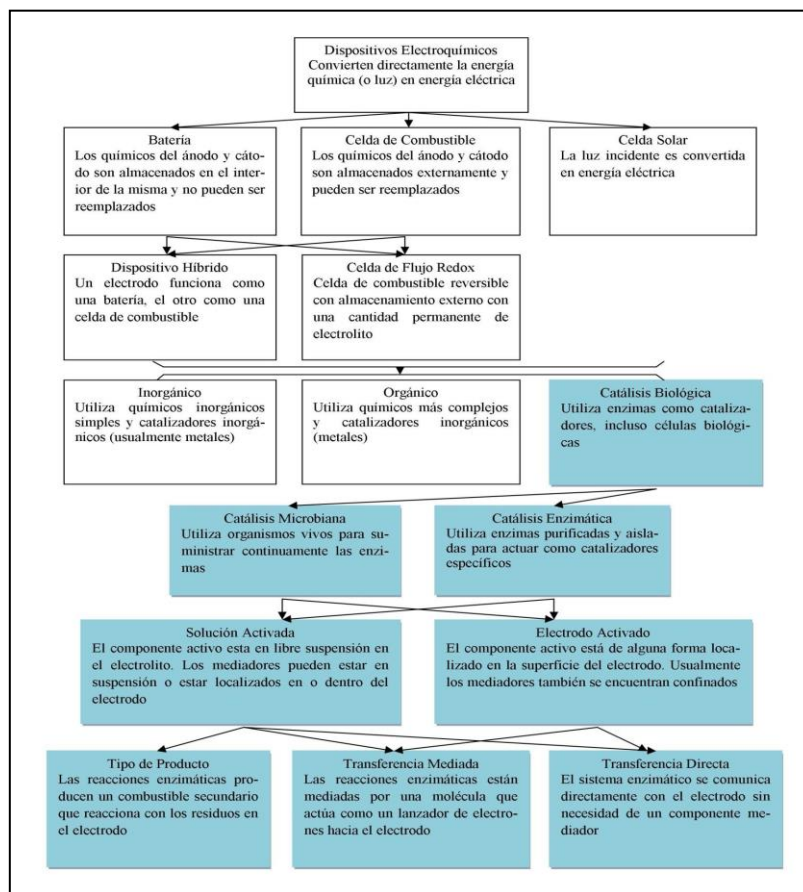 Dispositivos Electroquímicos
Convierten directamente la energía
química (o luz) en energía eléctrica
Batería
Los químicos del ánodo y cáto-
do son almacenados en el inte-
rior de la misma y no pueden ser
reemplazados
Celda de Combustible
Los químicos del ánodo y cátodo
son almacenados externamente y
pueden ser reemplazados
Celda Solar
La luz incidente es convertida
en energía eléctrica
Dispositivo Híbrido
Un electrodo funciona como
una batería, el otro como una
celda de combustible
Celda de Flujo Redox
Celda de combustible reversible
con almacenamiento externo con
una cantidad permanente de
electrolito
Inorgánico
Utiliza químicos inorgánicos
simples y catalizadores inorgá-
nicos (usualmente metales)
Orgánico
Utiliza químicos más complejos
y catalizadores inorgánicos
(metales)
Catálisis Biológica
Utiliza enzimas como cataliza-
dores, incluso células biológi-
cas
Catálisis Microbiana
Utiliza organismos vivos para su-
ministrar continuamente las enzi-
mas
Catálisis Enzimática
Utiliza enzimas purificadas y aisla-
das para actuar como catalizadores
específicos
Solución Activada
El componente activo esta en libre suspensión en
el electrolito. Los mediadores pueden estar en
suspensión o estar localizados en o dentro del
electrodo
Electrodo Activado
El componente activo está de alguna forma locali-
zado en la superficie del electrodo. Usualmente
los mediadores también se encuentran confinados
Tipo de Producto
Las reacciones enzimáticas pro-
ducen un combustible secundario
que reacciona con los residuos en
el electrodo
Transferencia Mediada
Las reacciones enzimáticas están
mediadas por una molécula que
actúa como un lanzador de electro-
nes hacia el electrodo
Transferencia Directa
El sistema enzimático se comunica
directamente con el electrodo sin
necesidad de un componente me-
diador